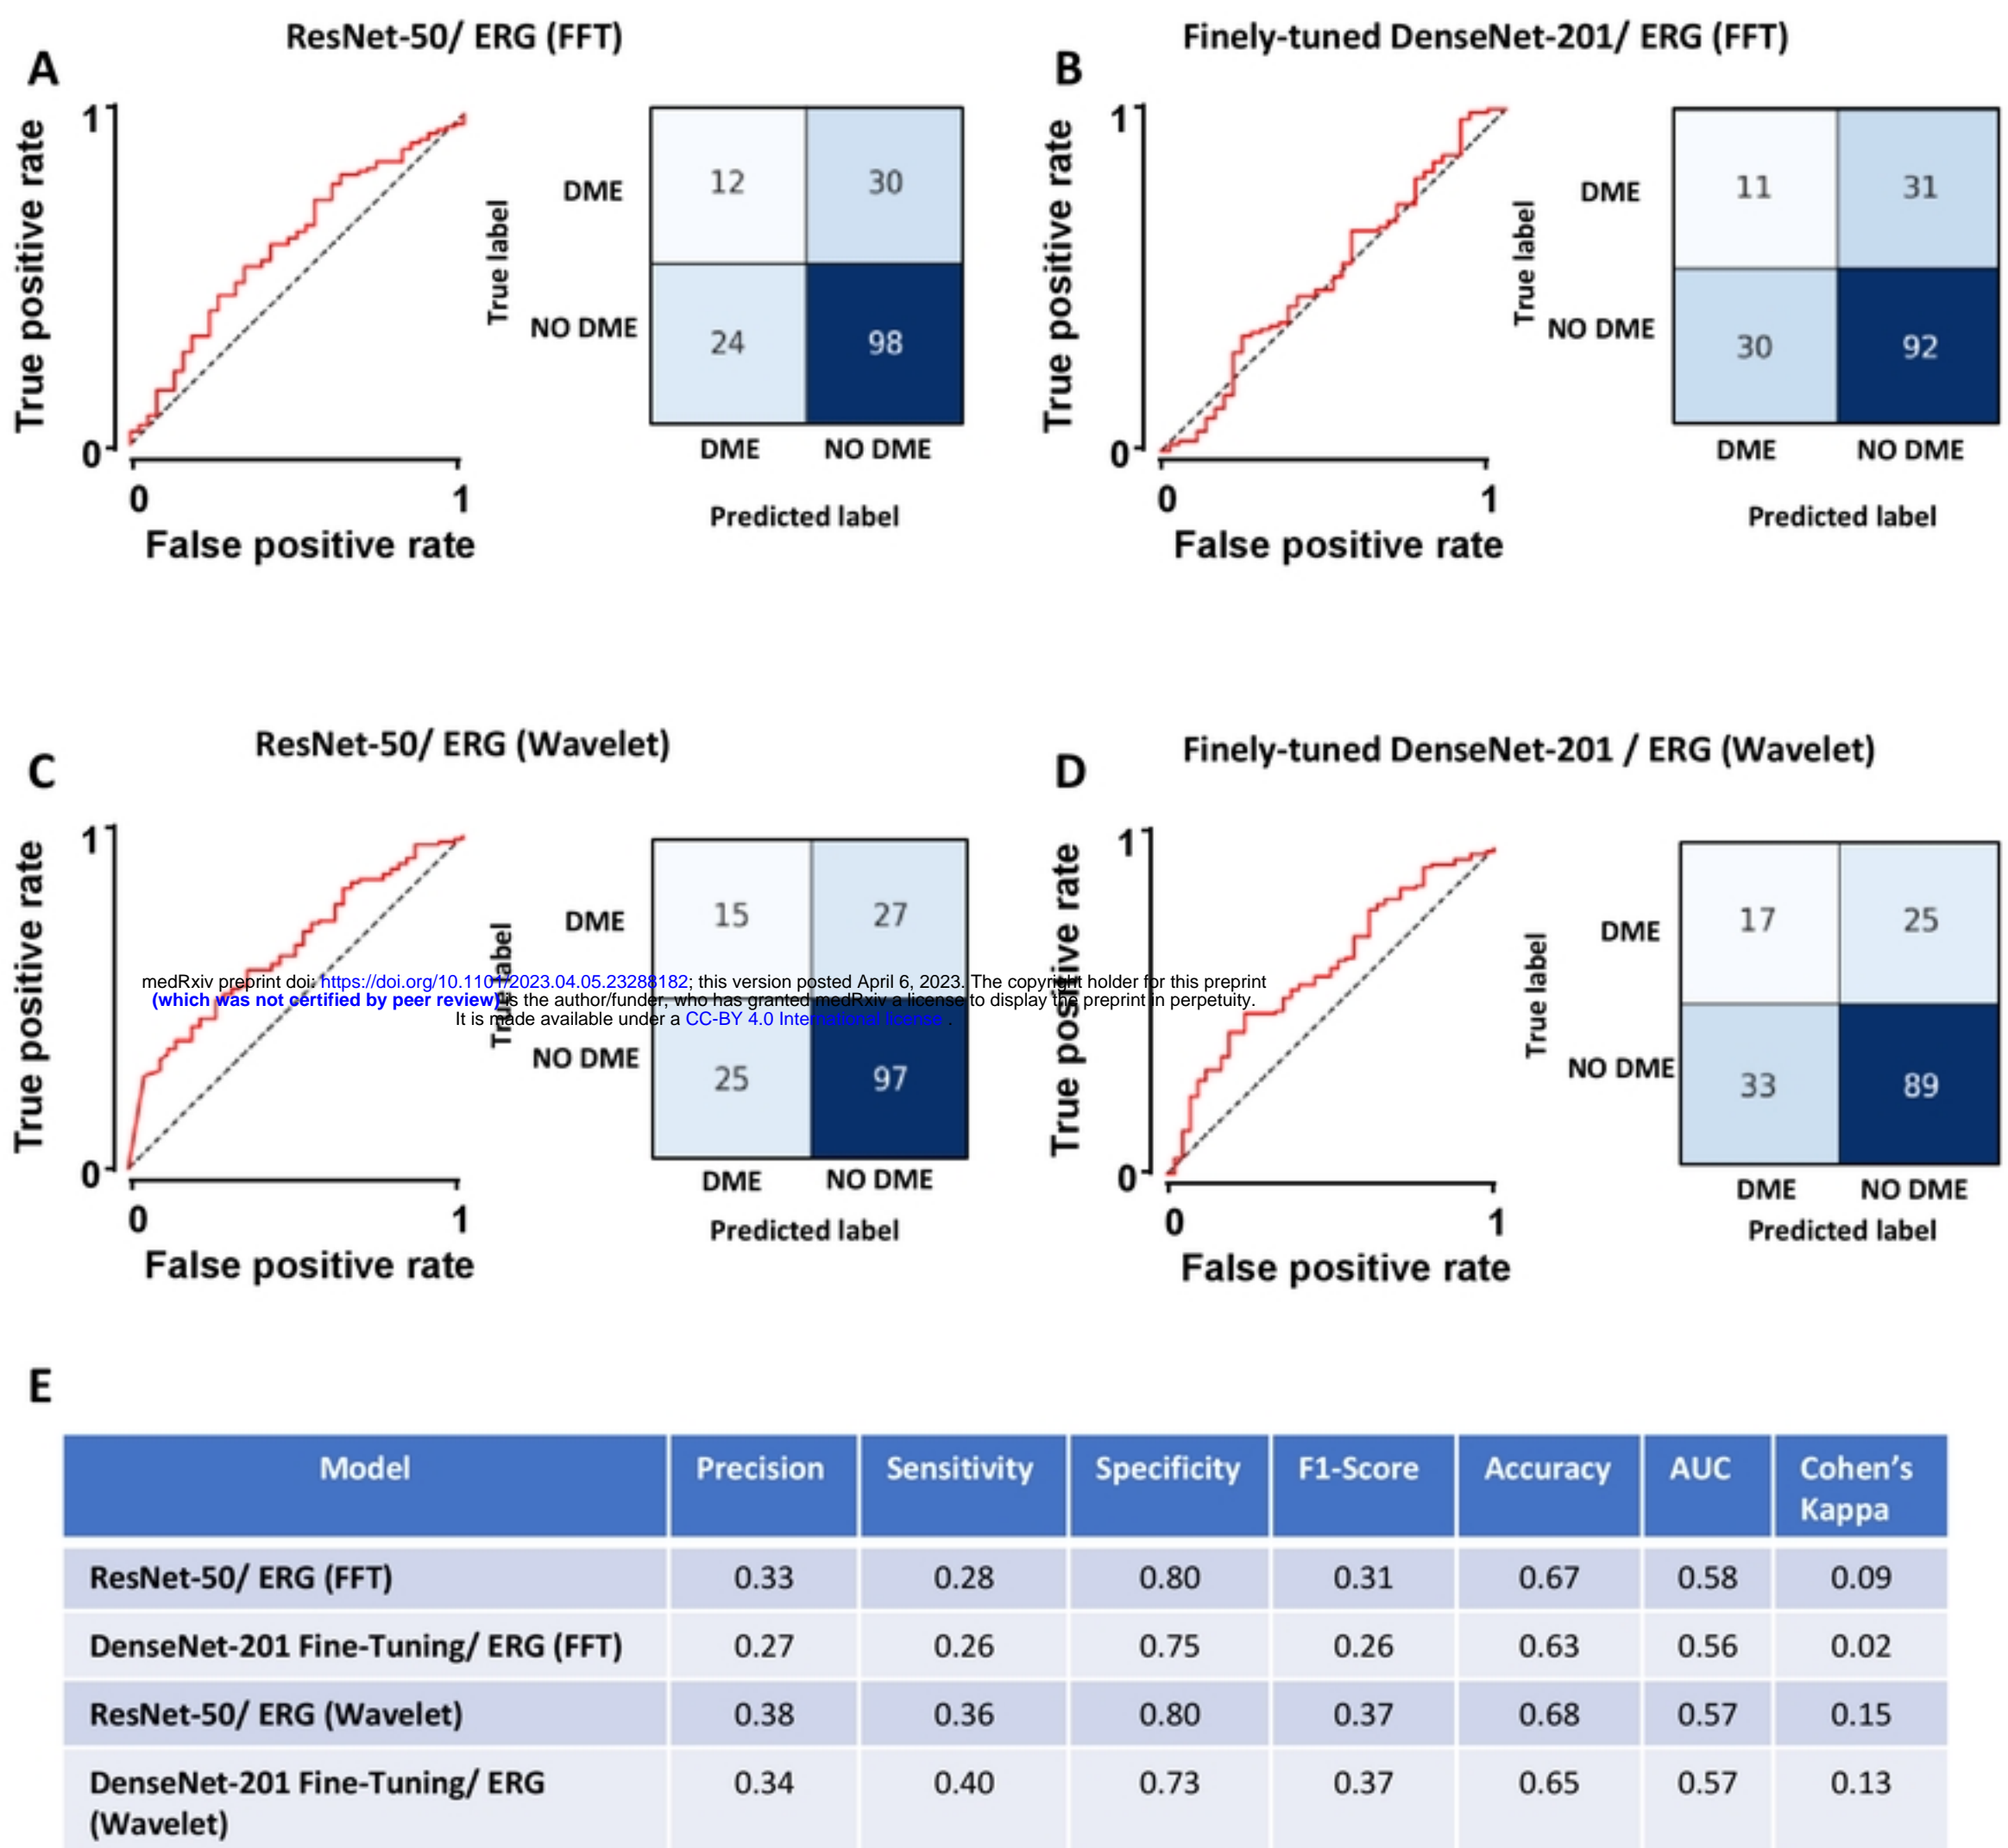 ResNet-50/ ERG (FFT)
A
True positive rate
1
0
0 1
False positive rate
True label
DME
NO DME
12 30
24 98
DME NO DME
Predicted label
Finely-tuned DenseNet-201/ ERG (FFT)
B
True positive rate
1
0
0 1
False positive rate
True label
DME
NO DME
11 31
30 92
DME NO DME
Predicted label
ResNet-50/ ERG (Wavelet)
C
True positive rate
1
0
0 1
False positive rate
True label
DME
NO DME
15 27
25 97
DME NO DME
Predicted label
Finely-tuned DenseNet-201 / ERG (Wavelet)
D
True positive rate
1
0
0 1
False positive rate
True label
DME
NO DME
17 25
33 89
DME NO DME
Predicted label
medRxiv preprint doi: https://doi.org/10.1101/2023.04.05.23288182; this version posted April 6, 2023. The copyright holder for this preprint
(which was not certified by peer review) is the author/funder, who has granted medRxiv a license to display the preprint in perpetuity.
It is made available under a CC-BY 4.0 International license .
E
Model Precision Sensitivity Specificity F1-Score Accuracy AUC Cohen's
Kappa
ResNet-50/ ERG (FFT) 0.33 0.28 0.80 0.31 0.67 0.58 0.09
DenseNet-201 Fine-Tuning/ ERG (FFT) 0.27 0.26 0.75 0.26 0.63 0.56 0.02
ResNet-50/ ERG (Wavelet) 0.38 0.36 0.80 0.37 0.68 0.57 0.15
DenseNet-201 Fine-Tuning/ ERG 0.34 0.40 0.73 0.37 0.65 0.57 0.13
(Wavelet)